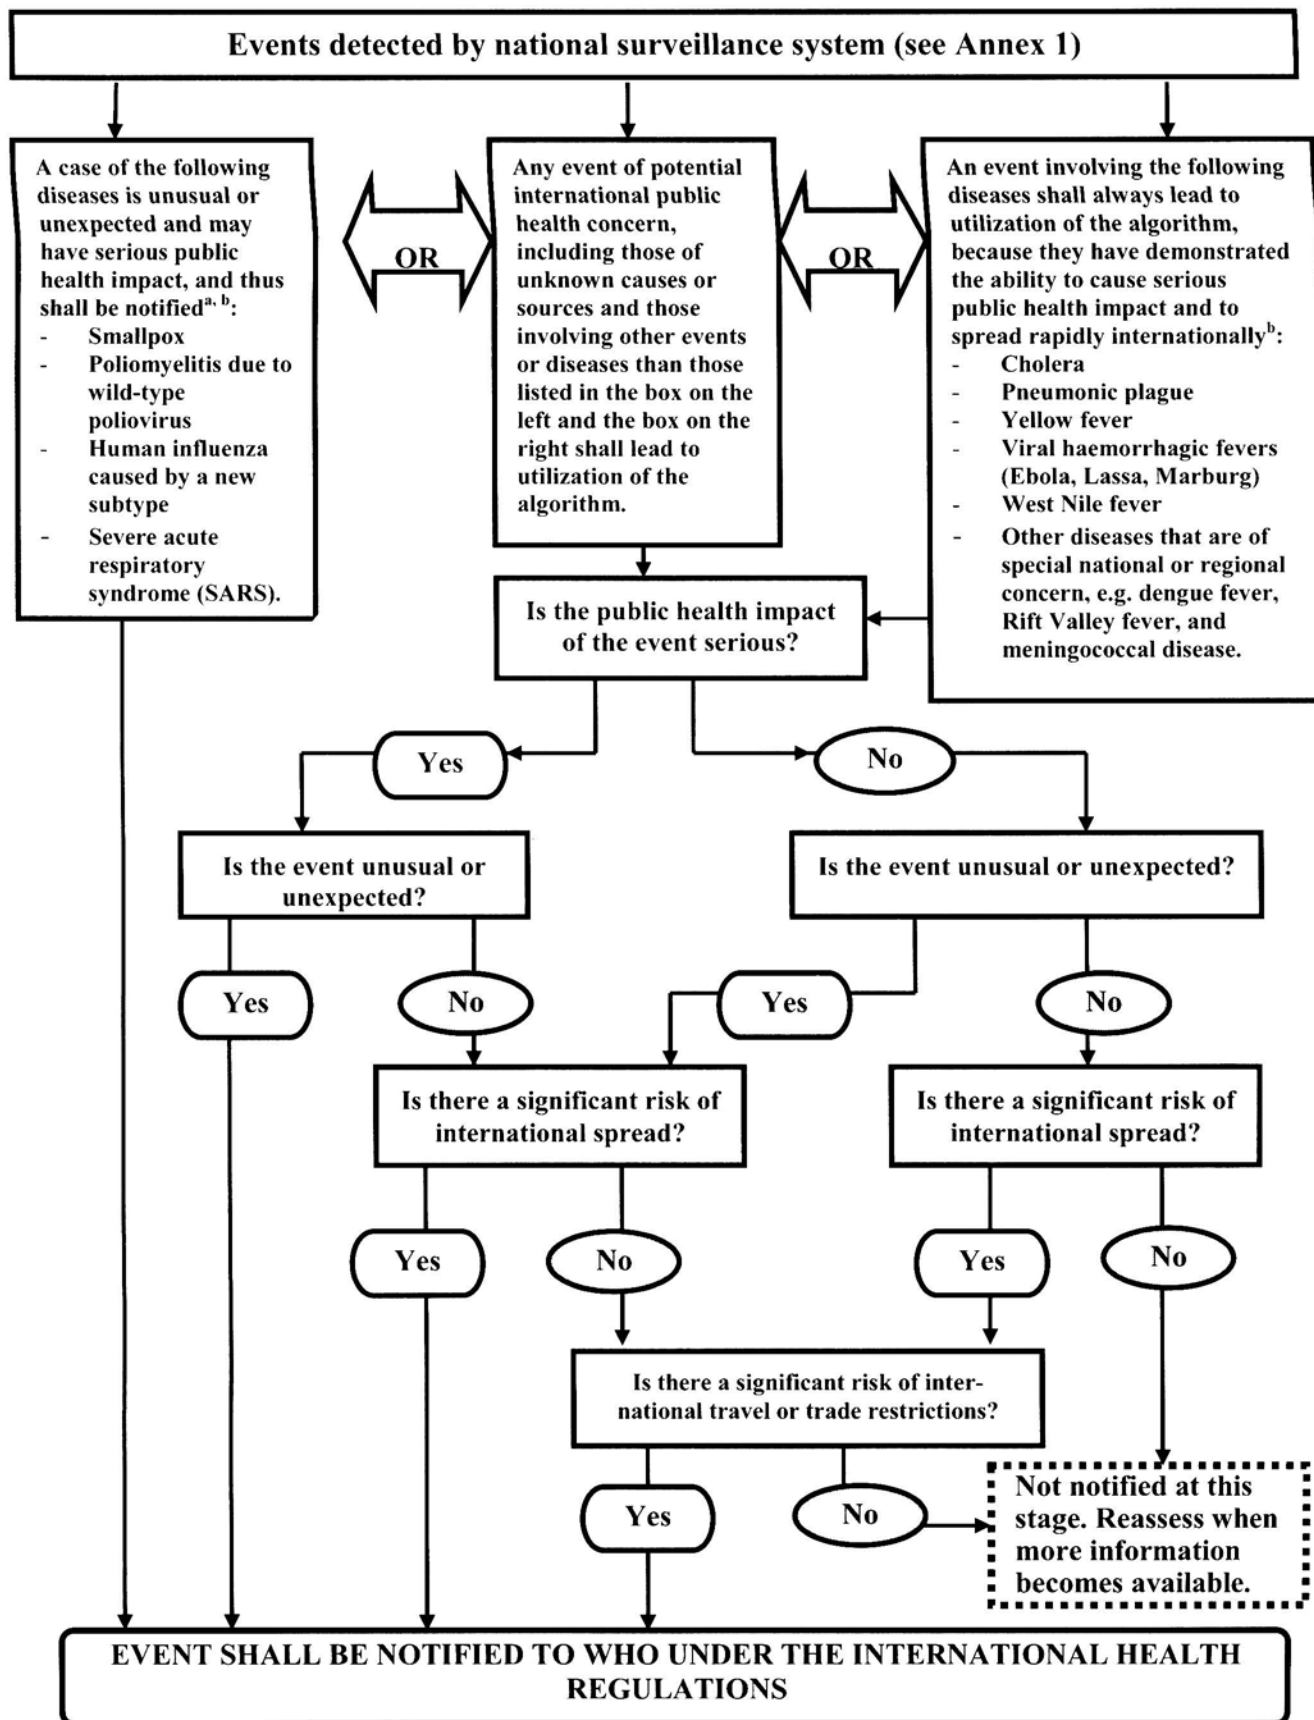 Events detected by national surveillance system (see Annex 1)
A case of the following
diseases is unusual or
unexpected and may
have serious public
health impact, and thus
shall be notifiedᵃ, ᵇ:
- Smallpox
- Poliomyelitis due to
wild-type
poliovirus
- Human influenza
caused by a new
subtype
- Severe acute
respiratory
syndrome (SARS).
OR
Any event of potential
international public
health concern,
including those of
unknown causes or
sources and those
involving other events
or diseases than those
listed in the box on the
left and the box on the
right shall lead to
utilization of the
algorithm.
OR
An event involving the following
diseases shall always lead to
utilization of the algorithm,
because they have demonstrated
the ability to cause serious
public health impact and to
spread rapidly internationallyᵇ:
- Cholera
- Pneumonic plague
- Yellow fever
- Viral haemorrhagic fevers
(Ebola, Lassa, Marburg)
- West Nile fever
- Other diseases that are of
special national or regional
concern, e.g. dengue fever,
Rift Valley fever, and
meningococcal disease.
Is the public health impact
of the event serious?
Yes
No
Is the event unusual or
unexpected?
Is the event unusual or unexpected?
Yes
No
Yes
No
Is there a significant risk of
international spread?
Is there a significant risk of
international spread?
Yes
No
Yes
No
Is there a significant risk of inter-
national travel or trade restrictions?
Yes
No
Not notified at this
stage. Reassess when
more information
becomes available.
EVENT SHALL BE NOTIFIED TO WHO UNDER THE INTERNATIONAL HEALTH
REGULATIONS